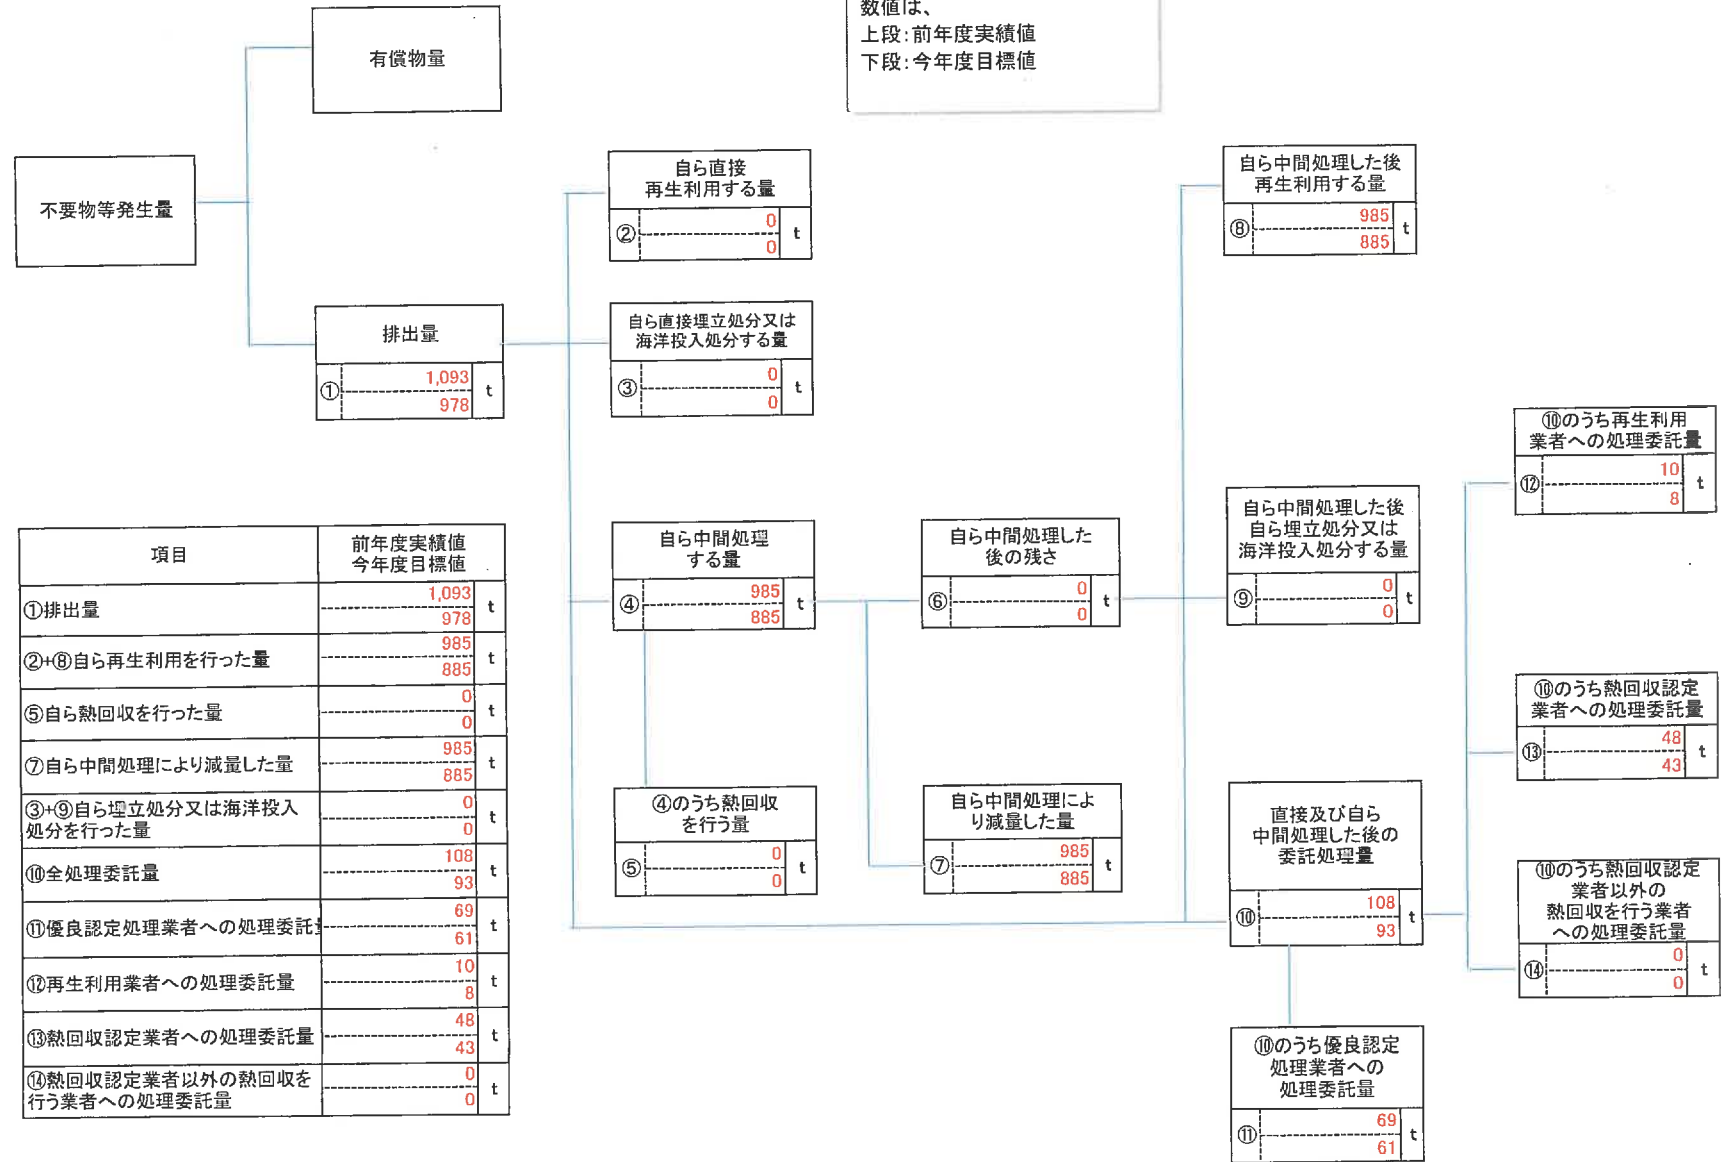 数値は、
上段：前年度実績値
下段：今年度目標値
有償物量
不要物等発生量
排出量
① 1,093 t
978
自ら直接
再生利用する量
② 0 t
0
自ら直接埋立処分又は
海洋投入処分する量
③ 0 t
0
自ら中間処理した後
再生利用する量
⑧ 985 t
885
自ら中間処理
する量
④ 985 t
885
自ら中間処理した
後の残さ
⑥ 0 t
0
自ら中間処理した後
自ら埋立処分又は
海洋投入処分する量
⑨ 0 t
0
⑩のうち再生利用
業者への処理委託量
⑫ 10 t
8
⑩のうち熱回収認定
業者への処理委託量
⑬ 48 t
43
④のうち熱回収
を行う量
⑤ 0 t
0
自ら中間処理によ
り減量した量
⑦ 985 t
885
直接及び自ら
中間処理した後の
委託処理量
⑩ 108 t
93
⑩のうち熱回収認定
業者以外の
熱回収を行う業者
への処理委託量
⑭ 0 t
0
⑩のうち優良認定
処理業者への
処理委託量
⑪ 69 t
61
項目
前年度実績値
今年度目標値
①排出量 1,093 t
978
②+⑧自ら再生利用を行った量 985 t
885
⑤自ら熱回収を行った量 0 t
0
⑦自ら中間処理により減量した量 985 t
885
③+⑨自ら埋立処分又は海洋投入
処分を行った量 0 t
0
⑩全処理委託量 108 t
93
⑪優良認定処理業者への処理委託 69 t
61
⑫再生利用業者への処理委託量 10 t
8
⑬熱回収認定業者への処理委託量 48 t
43
⑭熱回収認定業者以外の熱回収を
行う業者への処理委託量 0 t
0